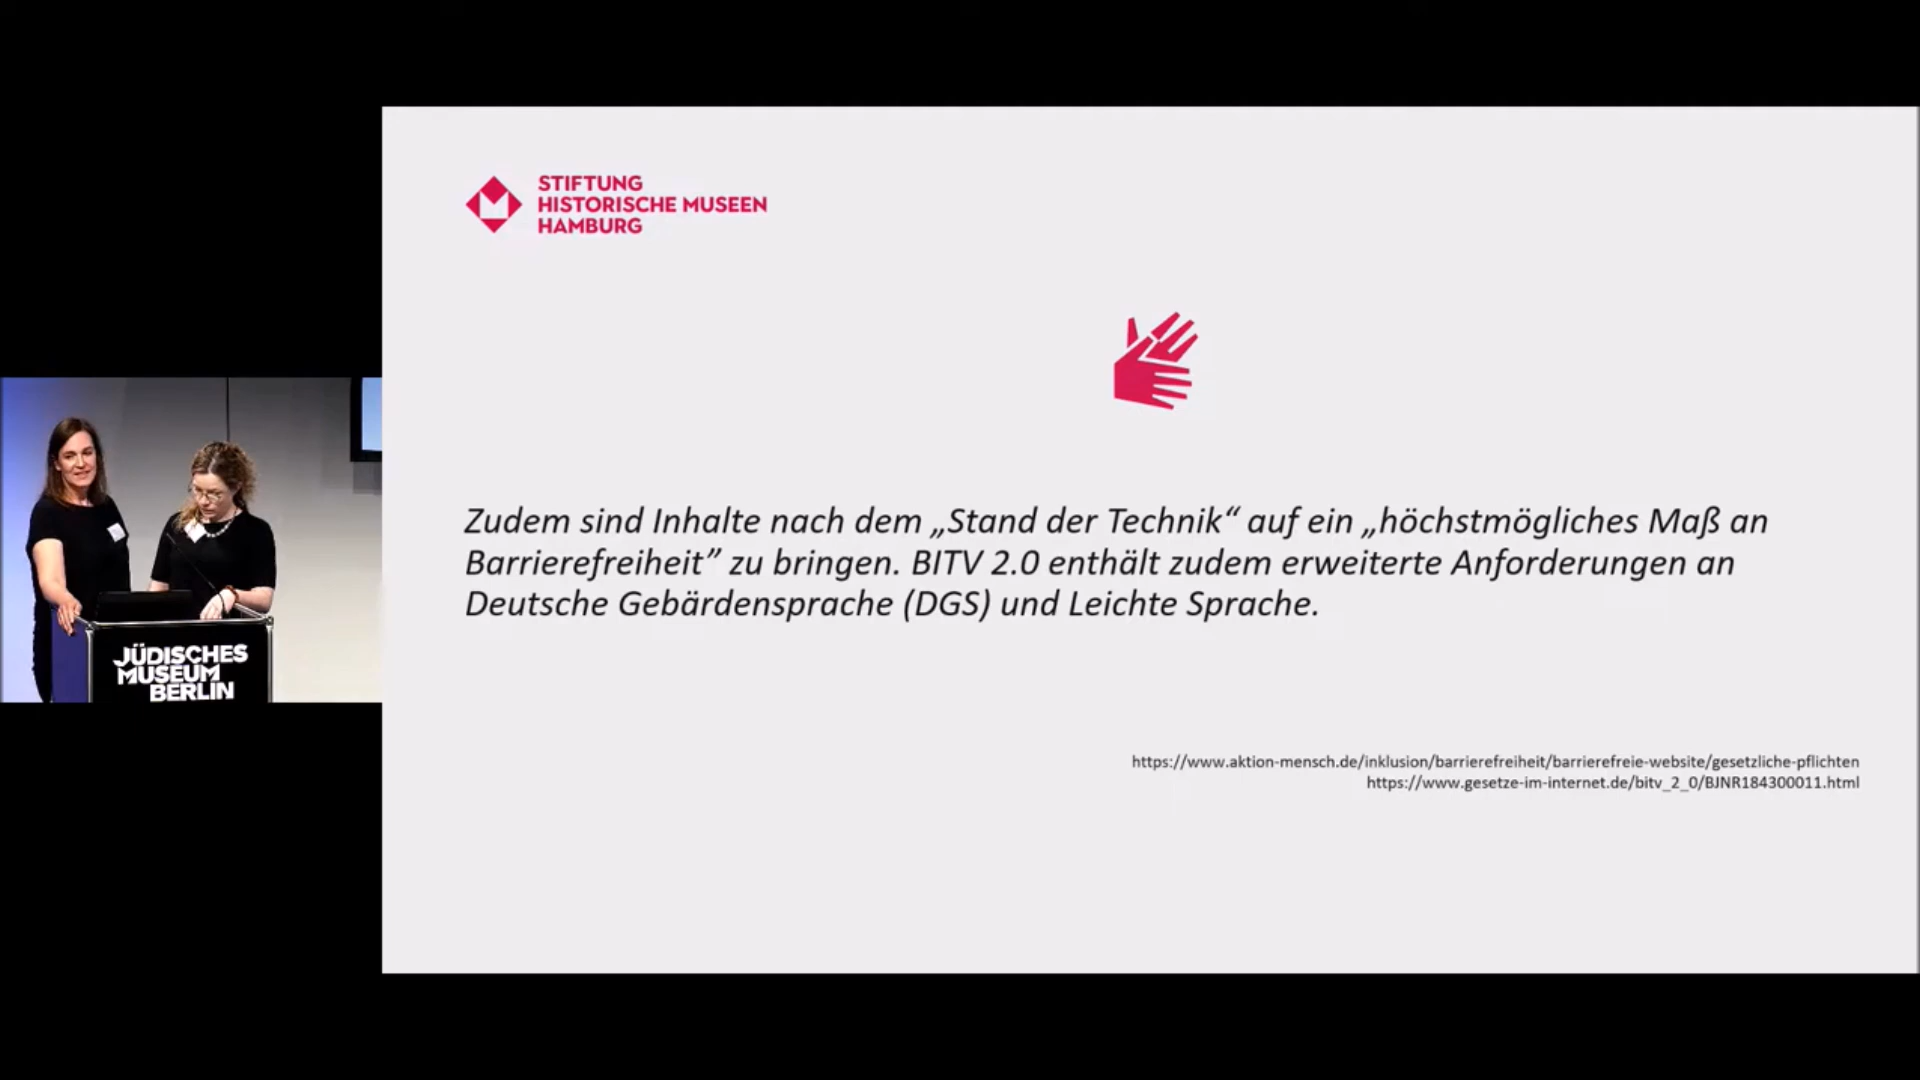 STIFTUNG
HISTORISCHE MUSEEN
HAMBURG
Zudem sind Inhalte nach dem „Stand der Technik“ auf ein „höchstmögliches Maß an
Barrierefreiheit” zu bringen. BITV 2.0 enthält zudem erweiterte Anforderungen an
Deutsche Gebärdensprache (DGS) und Leichte Sprache.
https://www.aktion-mensch.de/inklusion/barrierefreiheit/barrierefreie-website/gesetzliche-pflichten
https://www.gesetze-im-internet.de/bitv_2_0/BJNR184300011.html
JÜDISCHES
MUSEUM
BERLIN